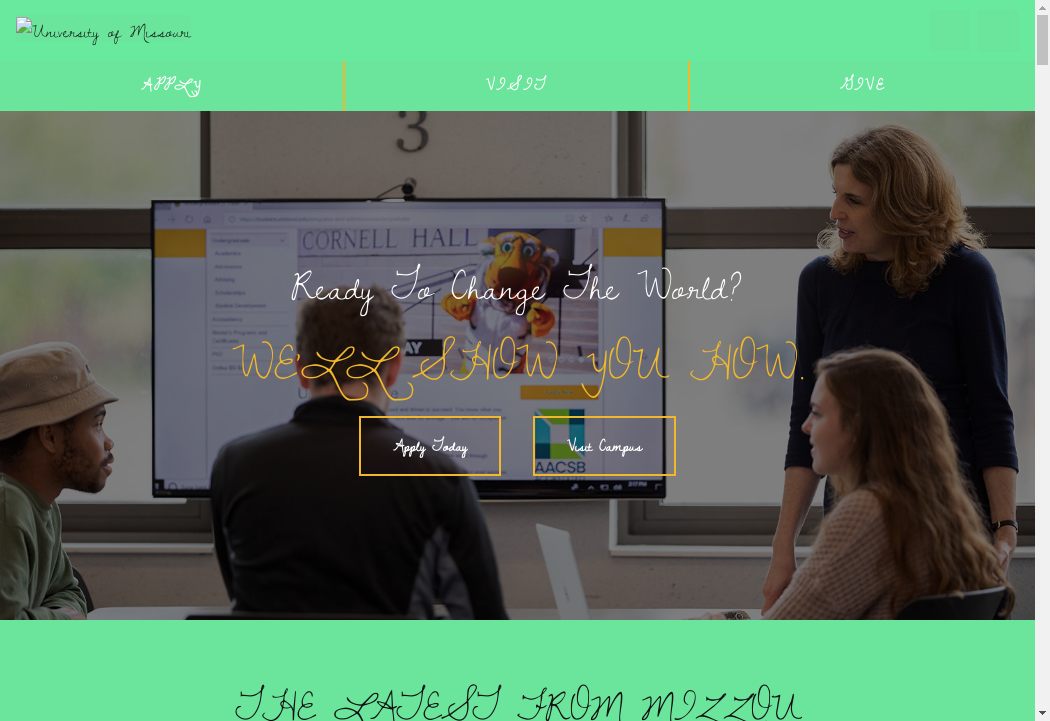 University of Missouri
APPLY
VISIT
GIVE
3
CORNELL HALL
Ready To Change The World?
WE'LL SHOW YOU HOW.
Apply Today
Visit Campus
AACSB
THE LATEST FROM MIZZOU